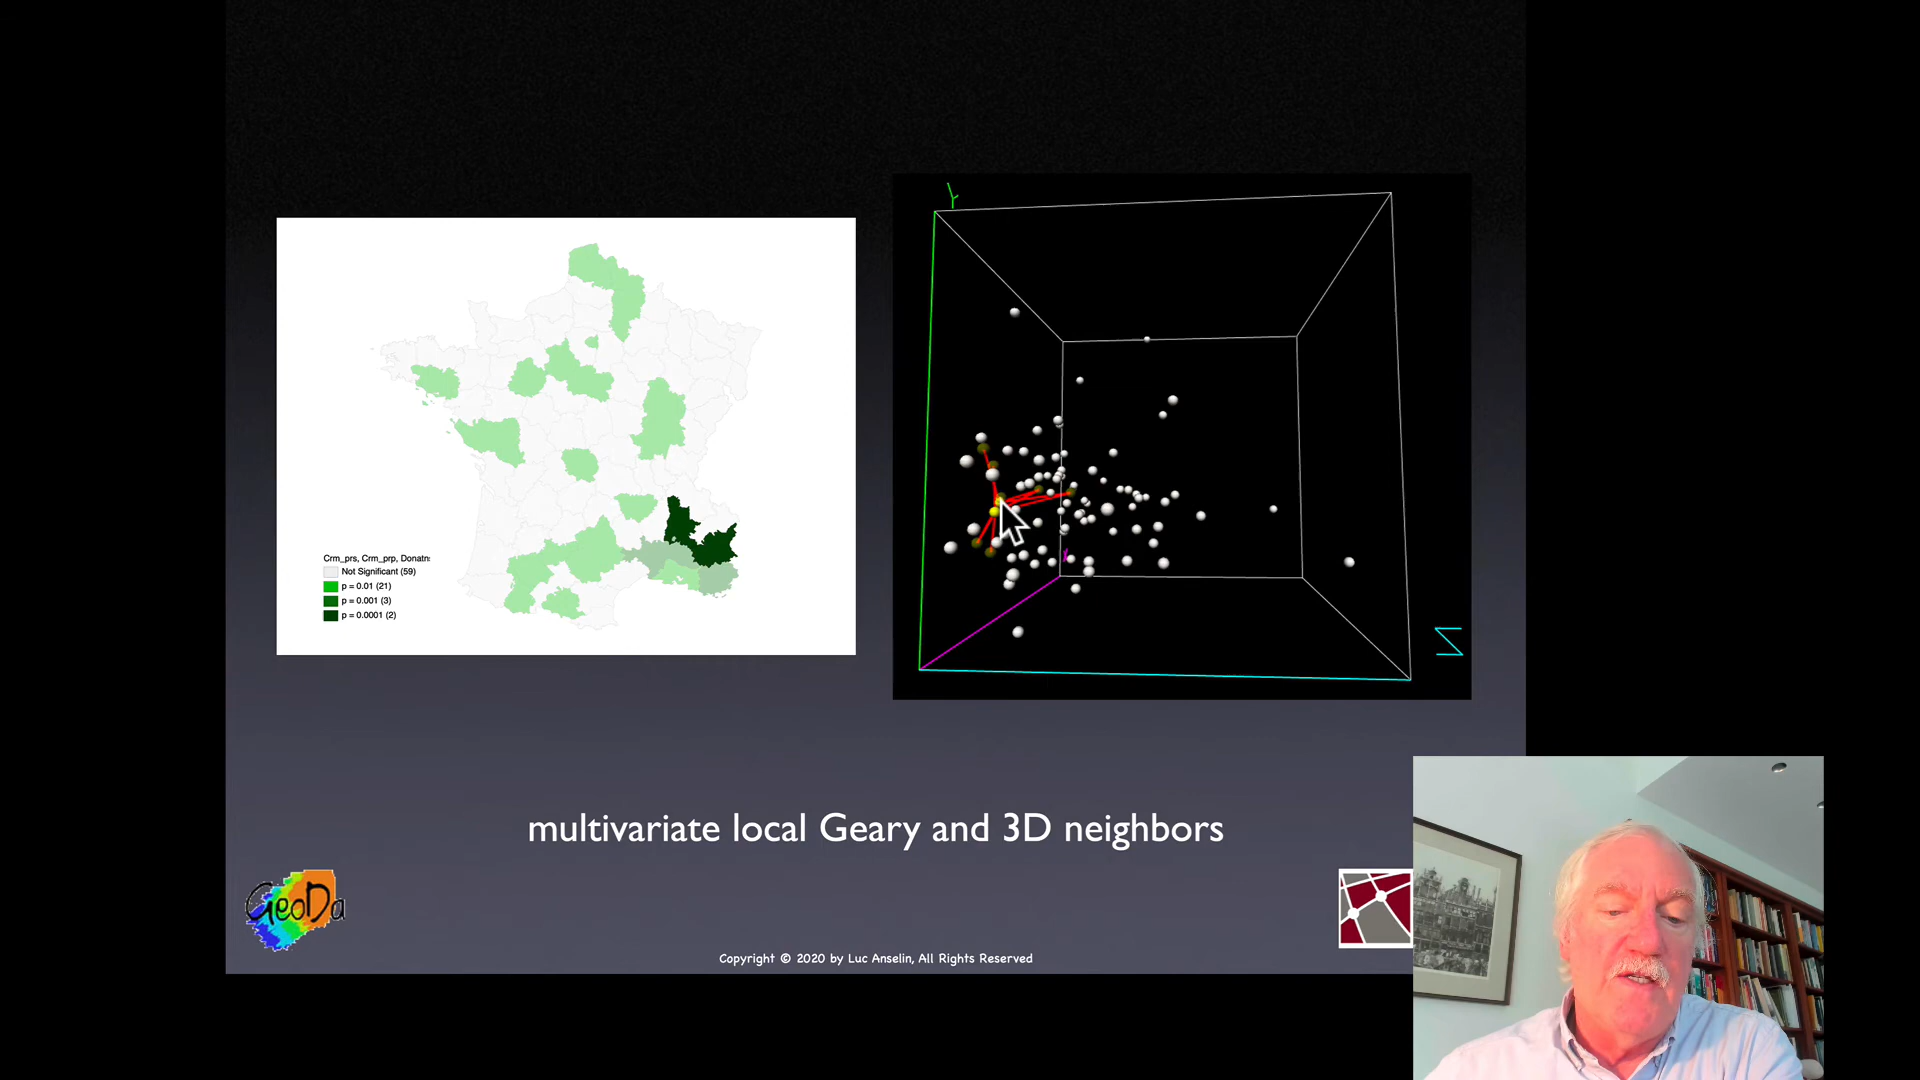 Y
Crm_prs, Crm_prp, Donatn
Not Significant (59)
p = 0.01 (21)
p = 0.001 (3)
p = 0.0001 (2)
X
Z
multivariate local Geary and 3D neighbors
GeoDa
Copyright © 2020 by Luc Anselin, All Rights Reserved